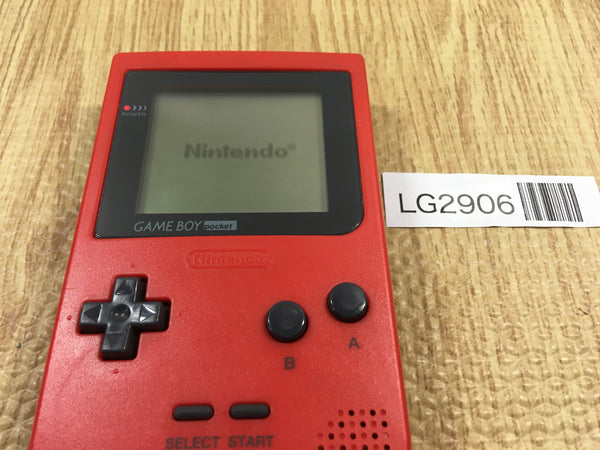 POWER
Nintendo®
GAME BOY pocket
Nintendo
LG2906
B
A
SELECT START